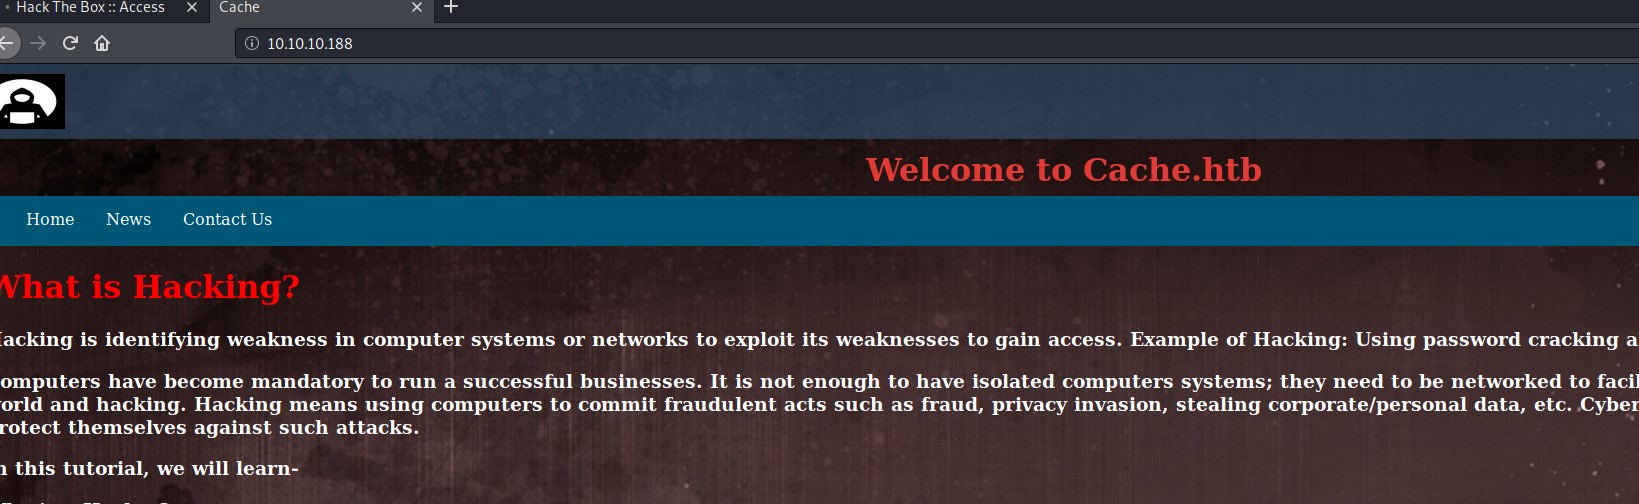 Hack The Box :: Access
Cache
10.10.10.188
Welcome to Cache.htb
Home News Contact Us
What is Hacking?
Hacking is identifying weakness in computer systems or networks to exploit its weaknesses to gain access. Example of Hacking: Using password cracking
omputers have become mandatory to run a successful businesses. It is not enough to have isolated computers systems; they need to be networked to
orld and hacking. Hacking means using computers to commit fraudulent acts such as fraud, privacy invasion, stealing corporate/personal data, etc. Cyber
rotect themselves against such attacks.
n this tutorial, we will learn-